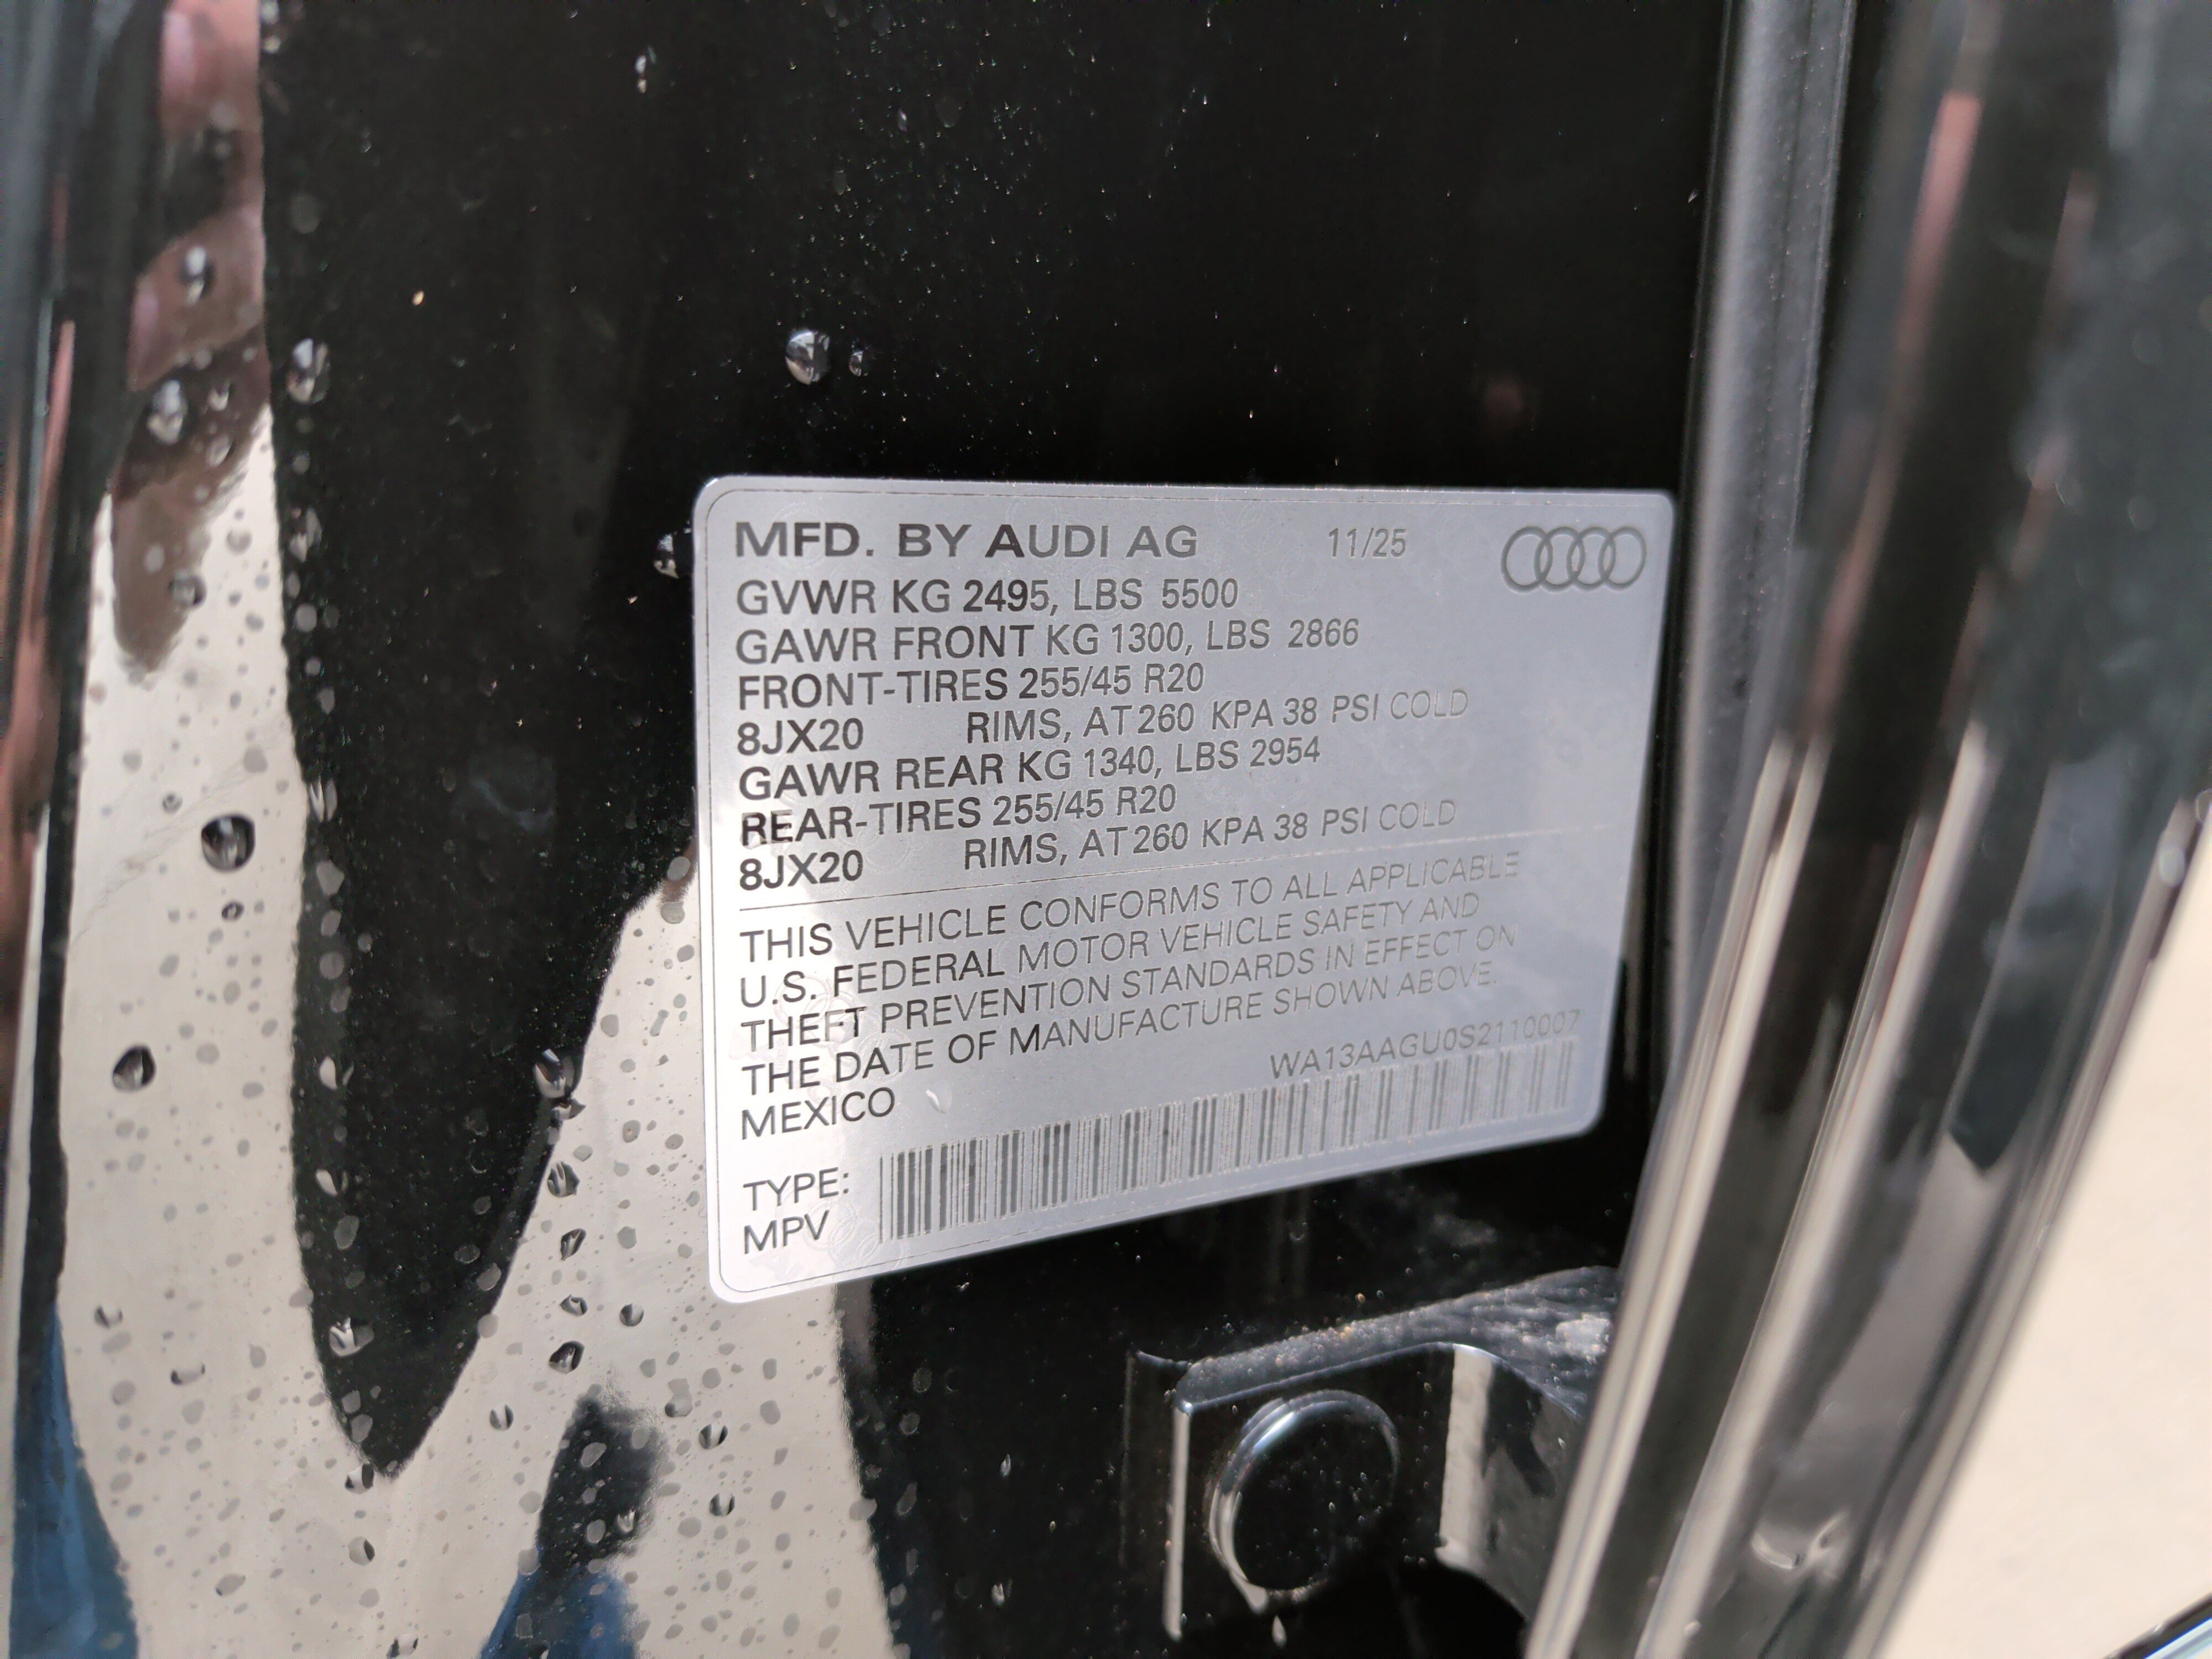 MFD. BY AUDI AG 11/25
GVWR KG 2495, LBS 5500
GAWR FRONT KG 1300, LBS 2866
FRONT-TIRES 255/45 R20
8JX20 RIMS, AT 260 KPA 38 PSI COLD
GAWR REAR KG 1340, LBS 2954
REAR-TIRES 255/45 R20
8JX20 RIMS, AT 260 KPA 38 PSI COLD
THIS VEHICLE CONFORMS TO ALL APPLICABLE
U.S. FEDERAL MOTOR VEHICLE SAFETY AND
THEFT PREVENTION STANDARDS IN EFFECT ON
THE DATE OF MANUFACTURE SHOWN ABOVE.
MEXICO WA13AAGU0S2110007
TYPE:
MPV